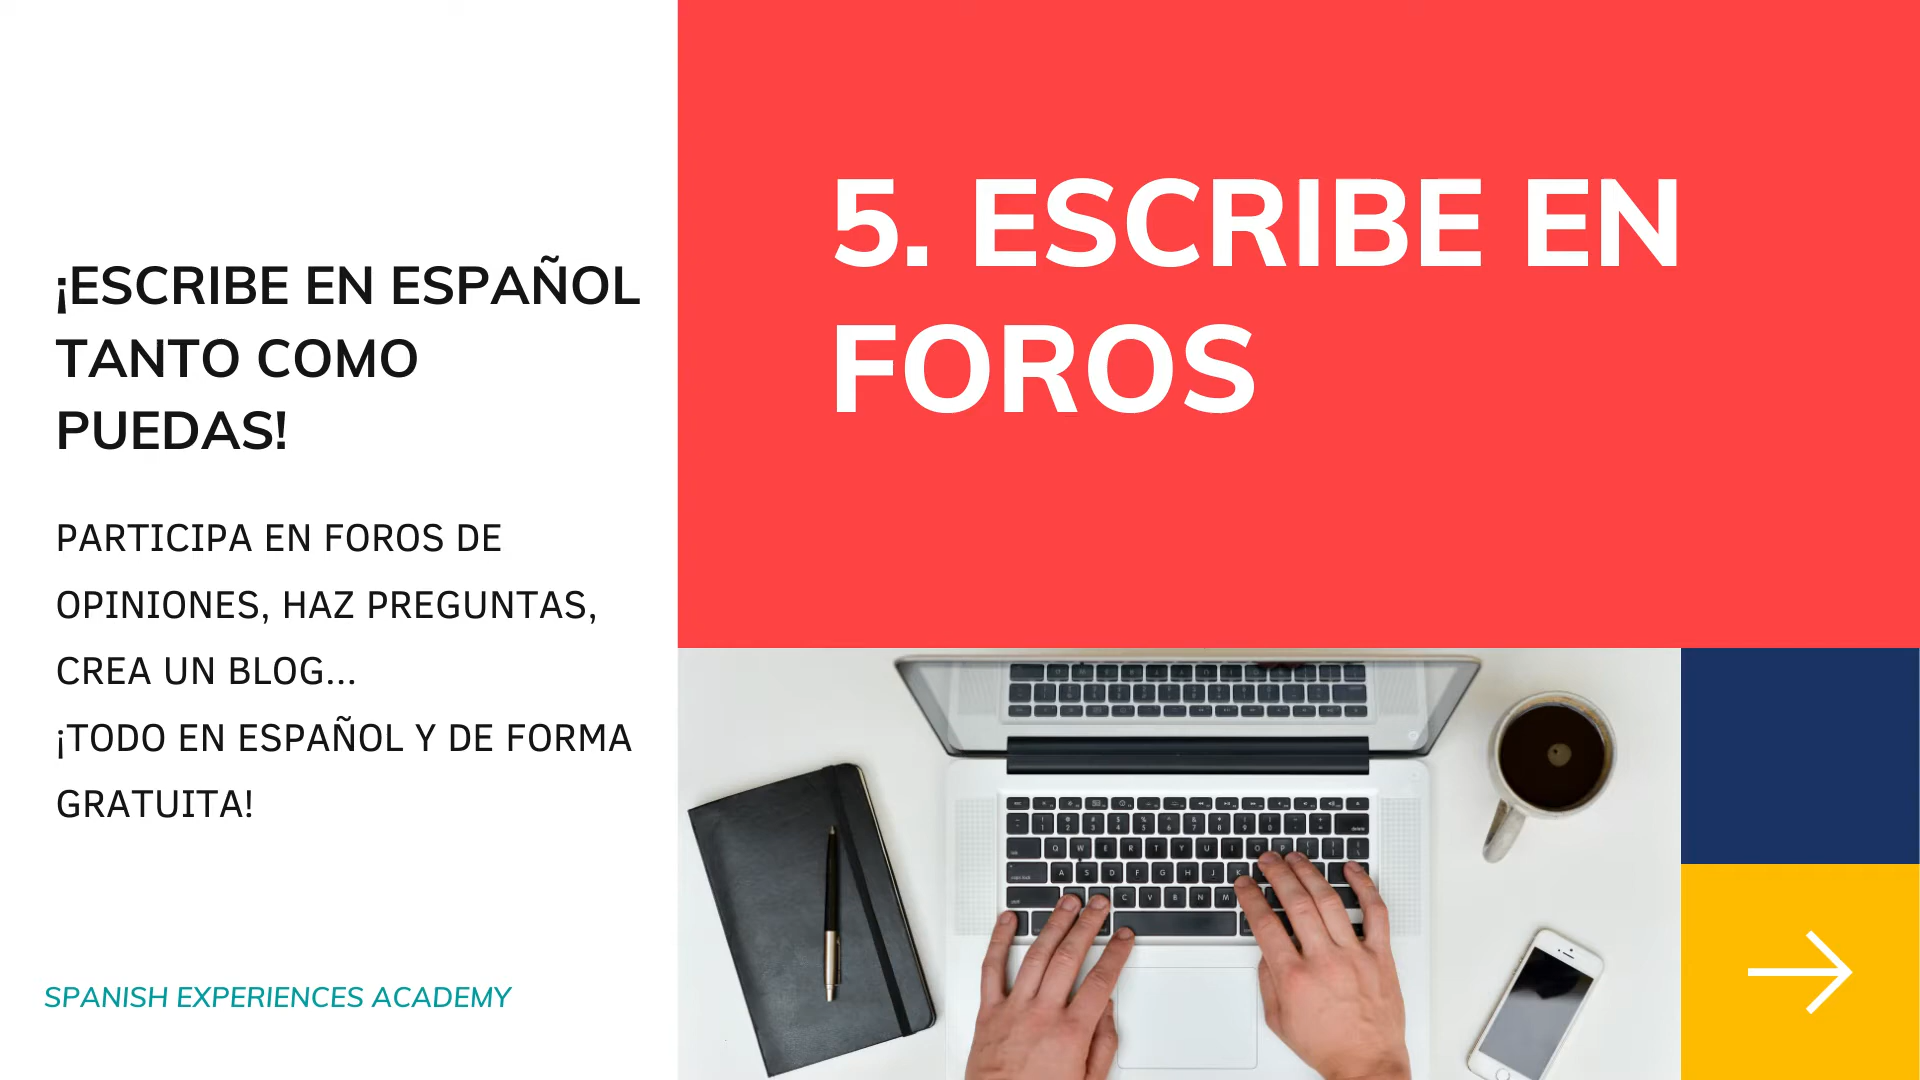 ¡ESCRIBE EN ESPAÑOL
TANTO COMO
PUEDAS!
PARTICIPA EN FOROS DE
OPINIONES, HAZ PREGUNTAS,
CREA UN BLOG...
¡TODO EN ESPAÑOL Y DE FORMA
GRATUITA!
SPANISH EXPERIENCES ACADEMY
5. ESCRIBE EN
FOROS